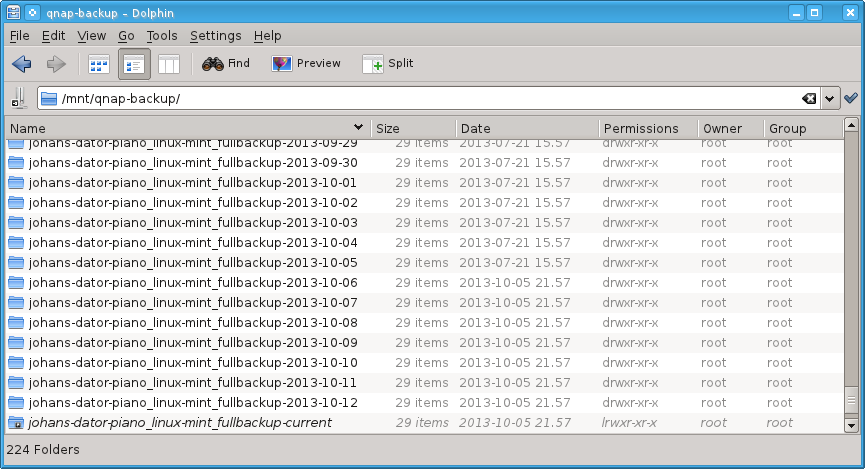 qnap-backup – Dolphin
File Edit View Go Tools Settings Help
Find Preview Split
/mnt/qnap-backup/
Name Size Date Permissions Owner Group
johans-dator-piano_linux-mint_fullbackup-2013-09-29 29 items 2013-07-21 15.57 drwxr-xr-x root root
johans-dator-piano_linux-mint_fullbackup-2013-09-30 29 items 2013-07-21 15.57 drwxr-xr-x root root
johans-dator-piano_linux-mint_fullbackup-2013-10-01 29 items 2013-07-21 15.57 drwxr-xr-x root root
johans-dator-piano_linux-mint_fullbackup-2013-10-02 29 items 2013-07-21 15.57 drwxr-xr-x root root
johans-dator-piano_linux-mint_fullbackup-2013-10-03 29 items 2013-07-21 15.57 drwxr-xr-x root root
johans-dator-piano_linux-mint_fullbackup-2013-10-04 29 items 2013-07-21 15.57 drwxr-xr-x root root
johans-dator-piano_linux-mint_fullbackup-2013-10-05 29 items 2013-07-21 15.57 drwxr-xr-x root root
johans-dator-piano_linux-mint_fullbackup-2013-10-06 29 items 2013-10-05 21.57 drwxr-xr-x root root
johans-dator-piano_linux-mint_fullbackup-2013-10-07 29 items 2013-10-05 21.57 drwxr-xr-x root root
johans-dator-piano_linux-mint_fullbackup-2013-10-08 29 items 2013-10-05 21.57 drwxr-xr-x root root
johans-dator-piano_linux-mint_fullbackup-2013-10-09 29 items 2013-10-05 21.57 drwxr-xr-x root root
johans-dator-piano_linux-mint_fullbackup-2013-10-10 29 items 2013-10-05 21.57 drwxr-xr-x root root
johans-dator-piano_linux-mint_fullbackup-2013-10-11 29 items 2013-10-05 21.57 drwxr-xr-x root root
johans-dator-piano_linux-mint_fullbackup-2013-10-12 29 items 2013-10-05 21.57 drwxr-xr-x root root
johans-dator-piano_linux-mint_fullbackup-current 29 items 2013-10-05 21.57 lrwxr-xr-x root root
224 Folders